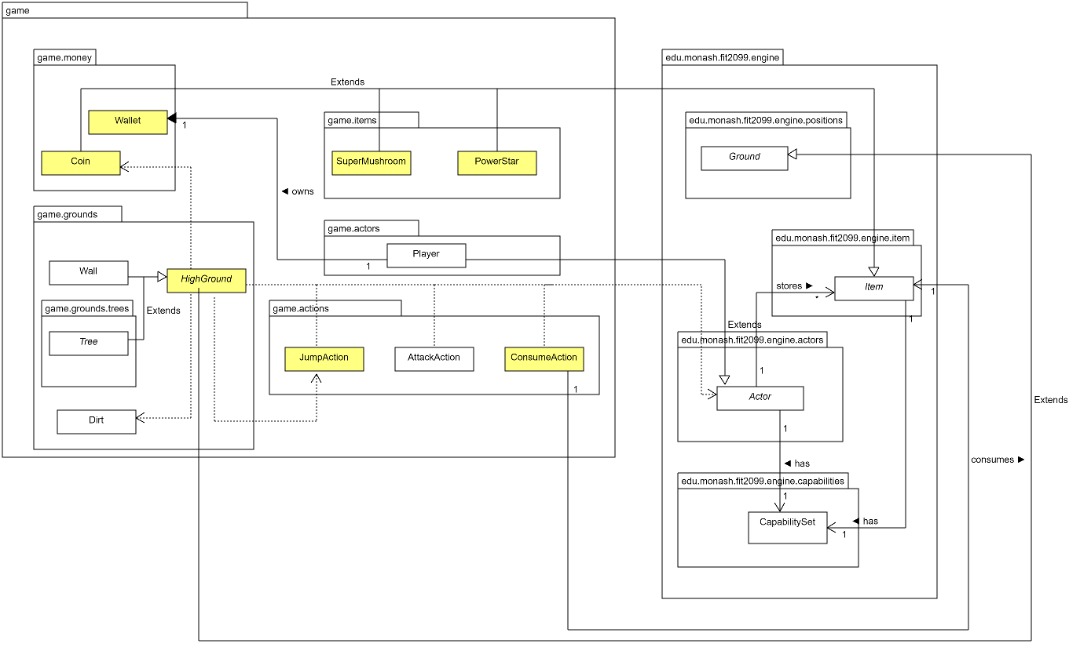 game
game.money
edu.monash.fit2099.engine
Extends
Wallet
1
game.items
edu.monash.fit2099.engine.positions
Coin
SuperMushroom
PowerStar
Ground
◄ owns
game.grounds
game.actors
edu.monash.fit2099.engine.item
Player
1
Wall
HighGround
stores ►
Item
1
*
game.grounds.trees
Extends
game.actions
1
Extends
Tree
edu.monash.fit2099.engine.actors
JumpAction
AttackAction
ConsumeAction
1
1
Actor
Extends
Dirt
1
◄ has
consumes ►
edu.monash.fit2099.engine.capabilities
1
CapabilitySet
◄ has
1